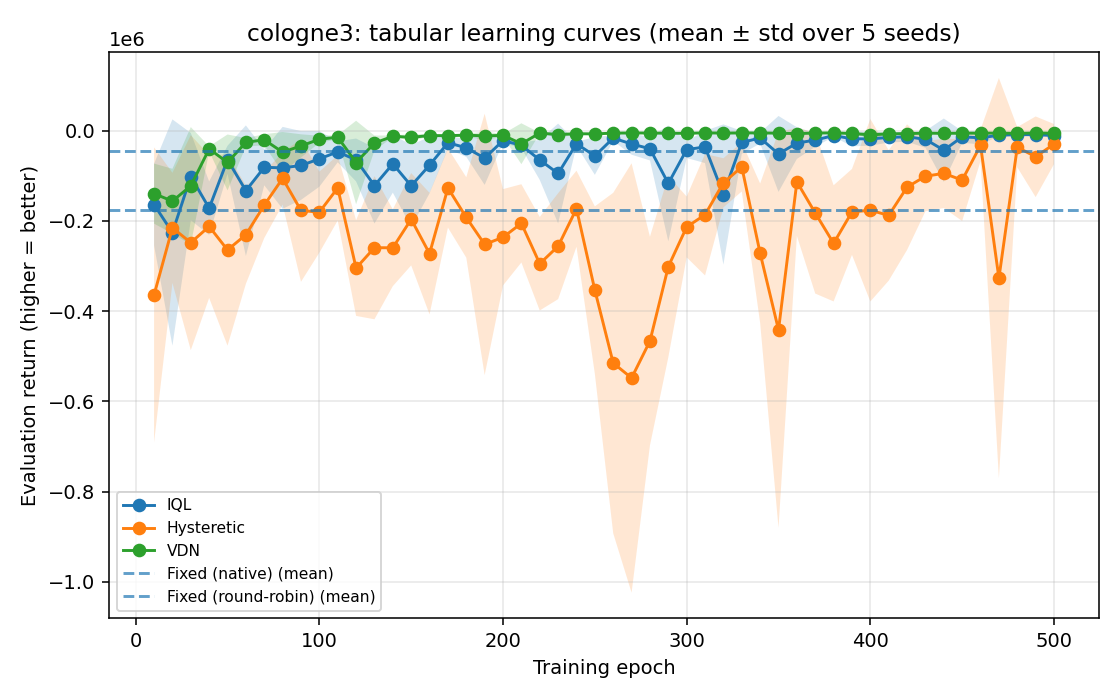 cologne3: tabular learning curves (mean ± std over 5 seeds)
1e6
0.0
−0.2
−0.4
−0.6
−0.8
−1.0
Evaluation return (higher = better)
IQL
Hysteretic
VDN
Fixed (native) (mean)
Fixed (round-robin) (mean)
0 100 200 300 400 500
Training epoch